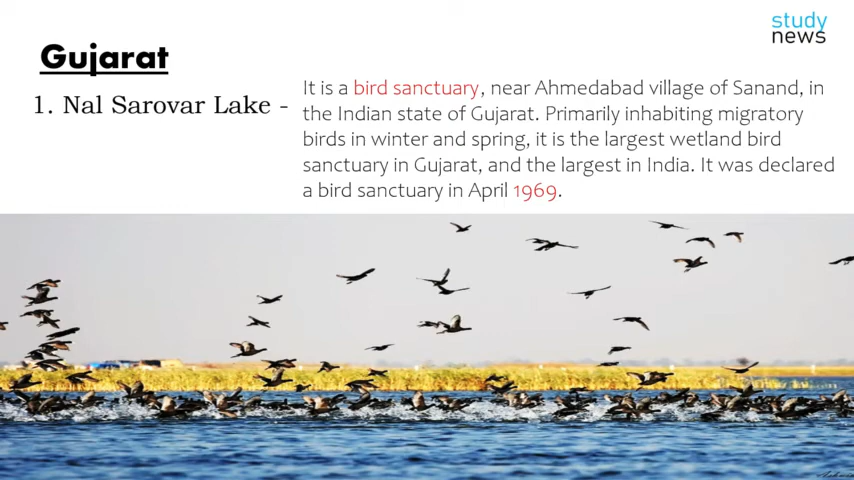 study
news
Gujarat
1. Nal Sarovar Lake -
It is a bird sanctuary, near Ahmedabad village of Sanand, in
the Indian state of Gujarat. Primarily inhabiting migratory
birds in winter and spring, it is the largest wetland bird
sanctuary in Gujarat, and the largest in India. It was declared
a bird sanctuary in April 1969.